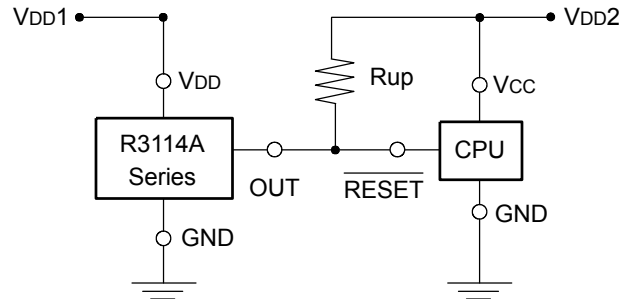 VDD1
VDD2
VDD
Rup
VCC
R3114A
Series
CPU
OUT
RESET
GND
GND